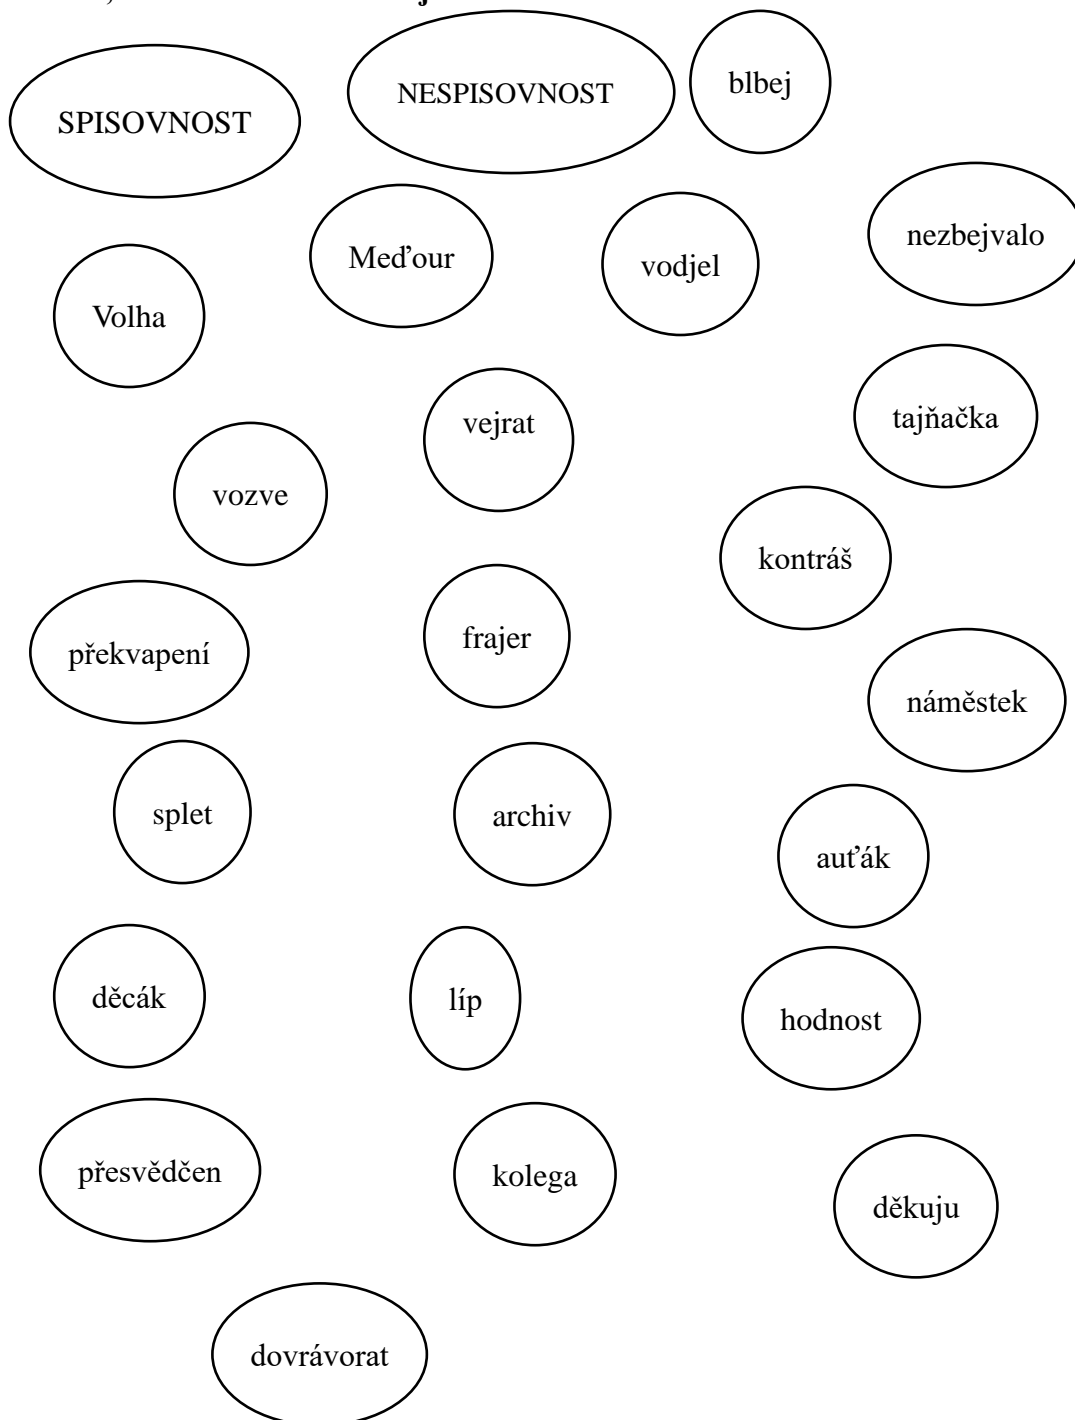 SPISOVNOST
NESPISOVNOST
blbej
Meďour
vodjel
nezbejvalo
Volha
vejrat
tajňačka
vozve
kontráš
překvapení
frajer
náměstek
splet
archiv
auťák
děcák
líp
hodnost
přesvědčen
kolega
děkuju
dovrávorat